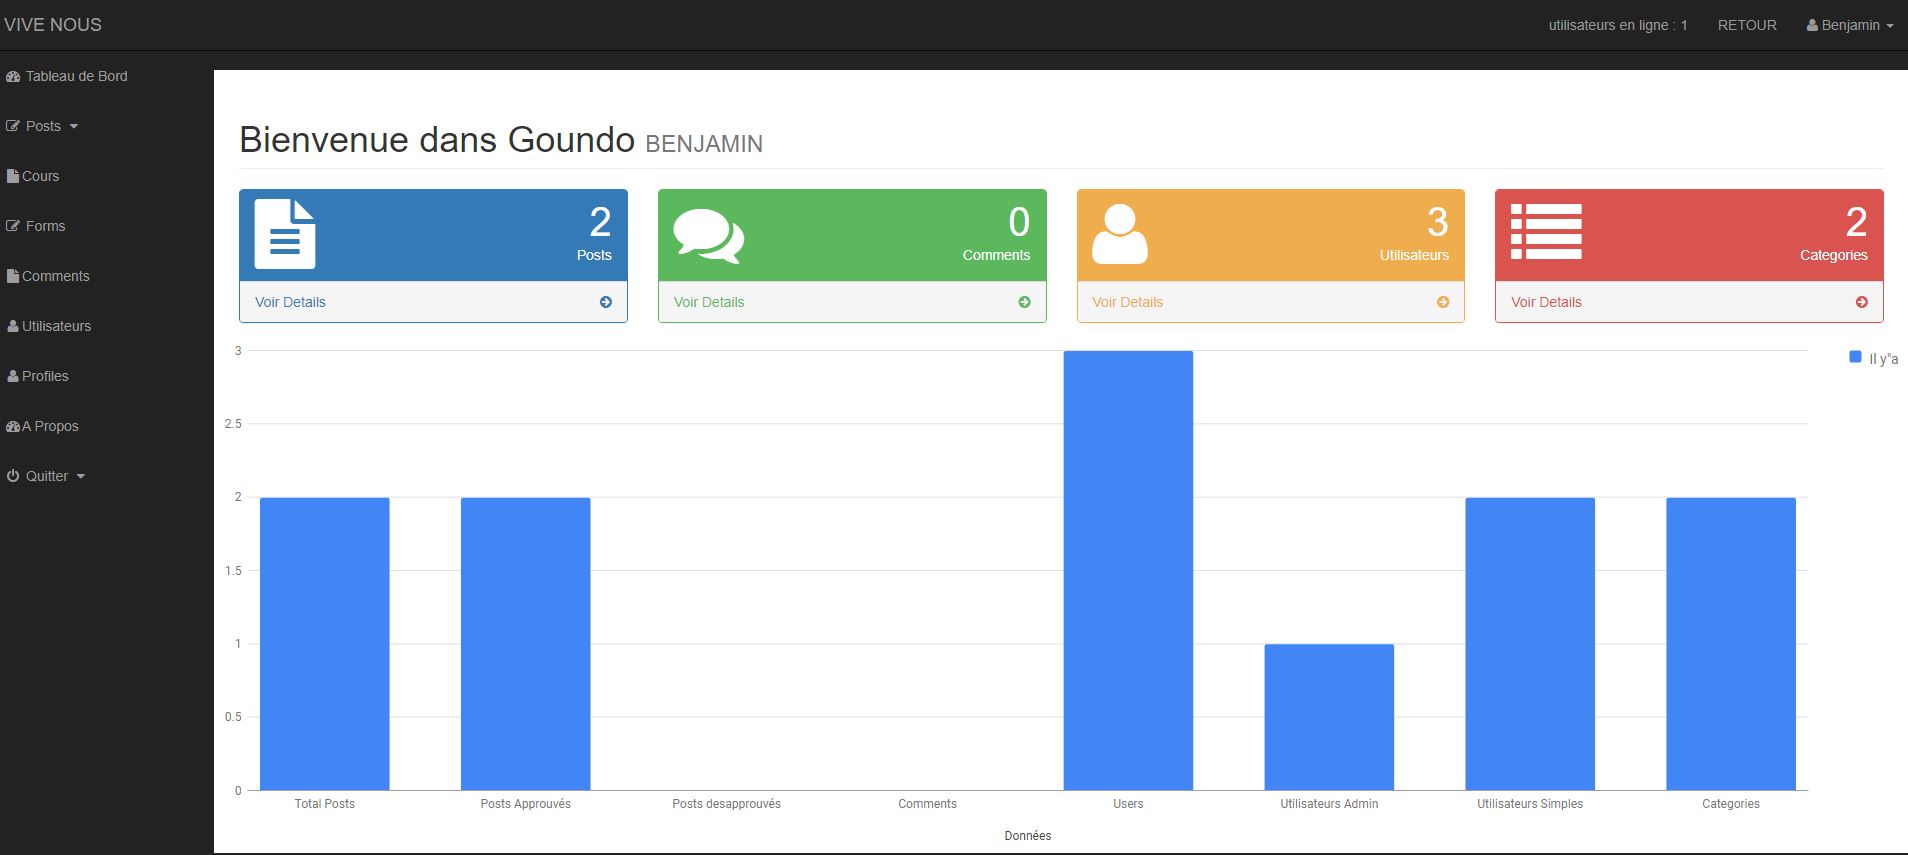 VIVE NOUS
utilisateurs en ligne : 1 RETOUR Benjamin
Tableau de Bord
Posts
Cours
Forms
Comments
Utilisateurs
Profiles
A Propos
Quitter
Bienvenue dans Goundo BENJAMIN
2
Posts
Voir Details
0
Comments
Voir Details
3
Utilisateurs
Voir Details
2
Categories
Voir Details
3
2.5
2
1.5
1
0.5
0
Il y"a
Total Posts Posts Approuvés Posts desapprouvés Comments Users Utilisateurs Admin Utilisateurs Simples Categories
Données